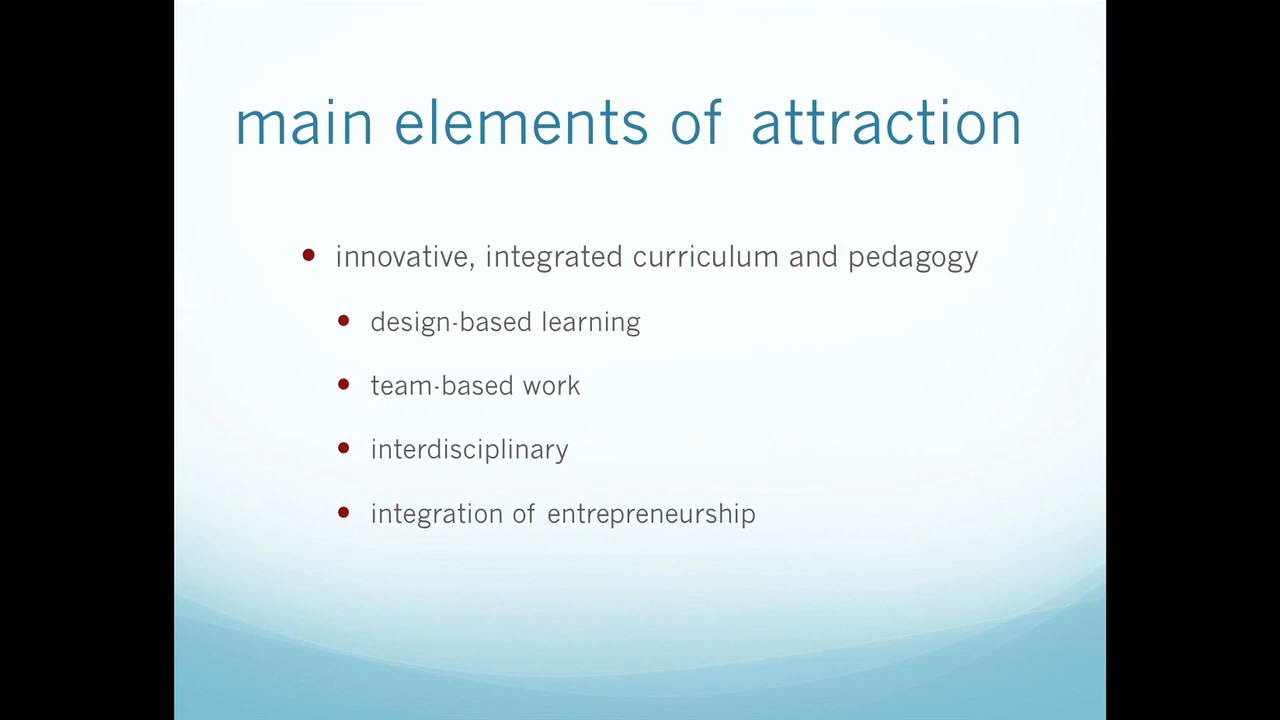 main elements of attraction
innovative, integrated curriculum and pedagogy
design-based learning
team-based work
interdisciplinary
integration of entrepreneurship